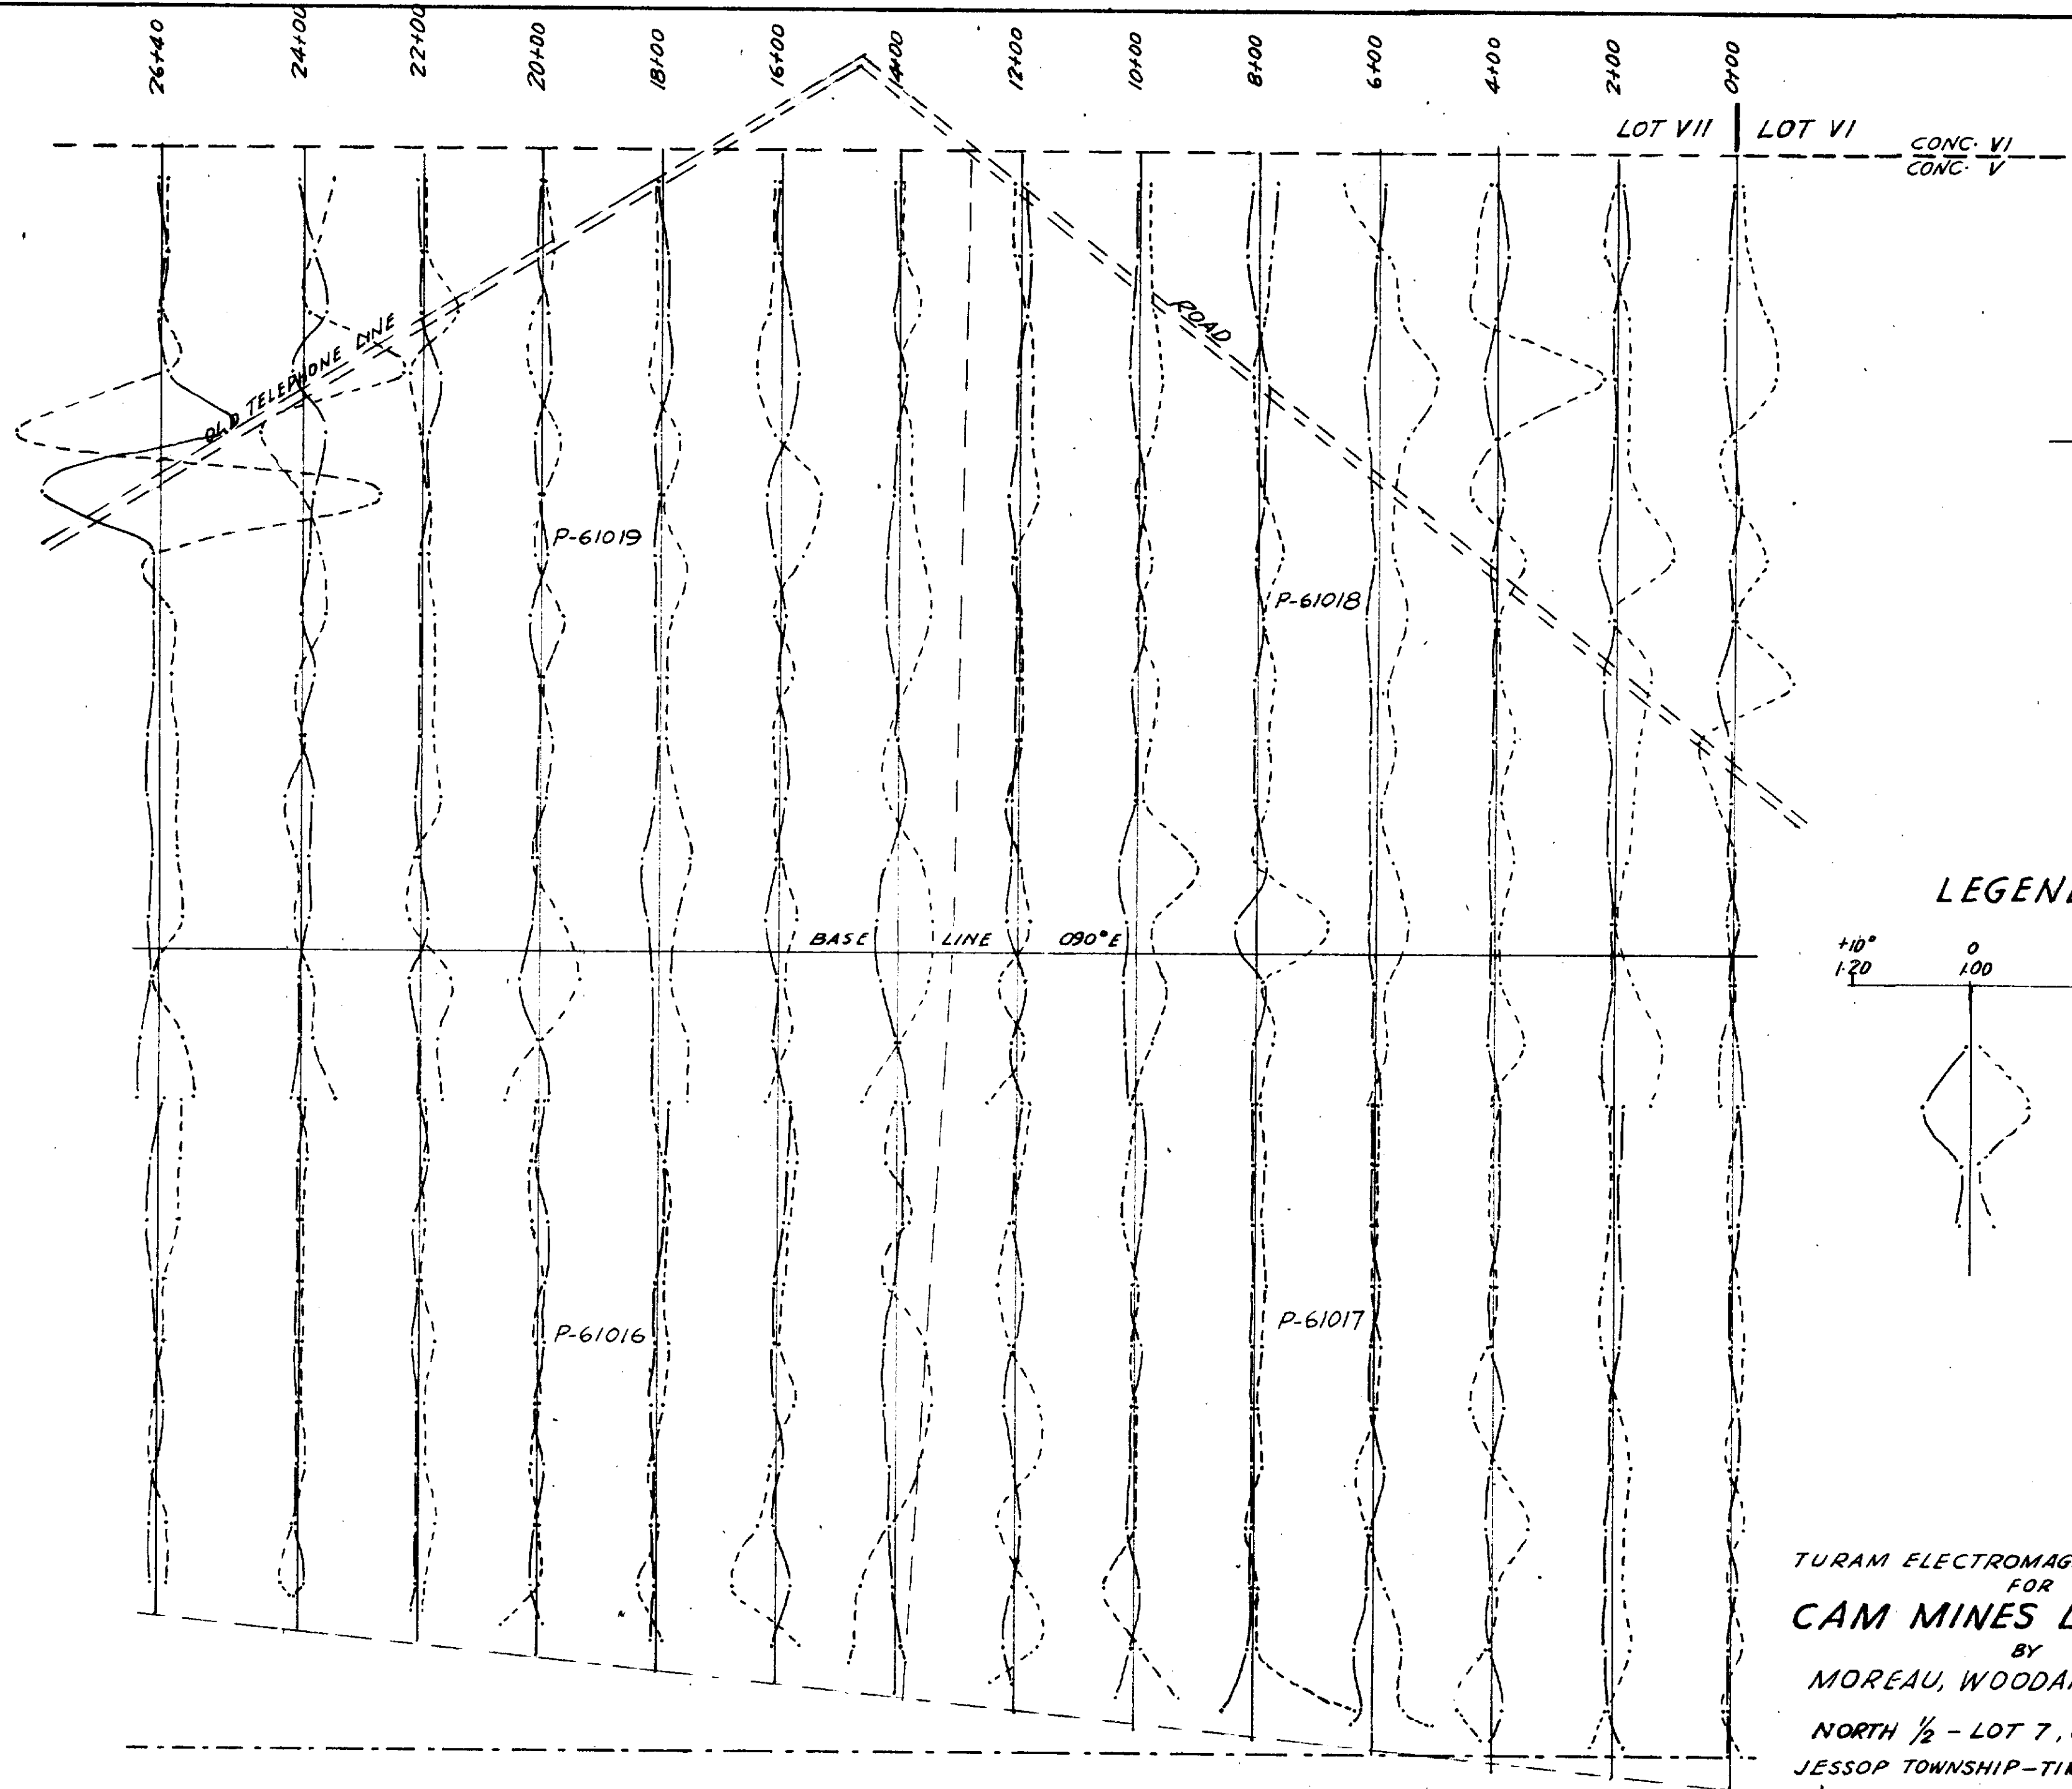 26+40
24+00
22+00
20+00
18+00
16+00
14+00
12+00
10+00
8+00
6+00
4+00
2+00
0+00
LOT VII
LOT VI
CONC. VI
CONC. V
OLD TELEPHONE LINE
ROAD
P-61019
P-61018
BASE LINE 090°E
LEGEN
+10° 0
1.20 1.00
P-61016
P-61017
TURAM ELECTROMAG
FOR
CAM MINES L
BY
MOREAU, WOODA
NORTH ½ - LOT 7,
JESSOP TOWNSHIP-TI